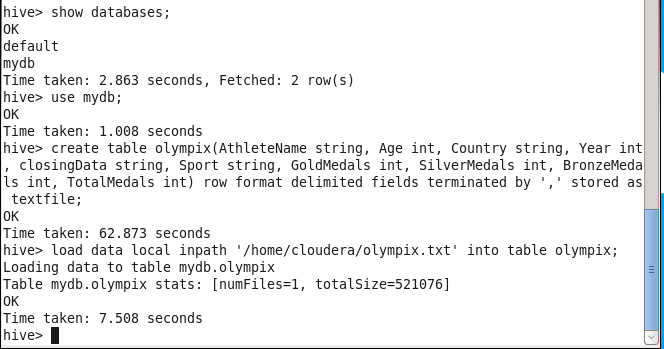 hive> show databases;
OK
default
mydb
Time taken: 2.863 seconds, Fetched: 2 row(s)
hive> use mydb;
OK
Time taken: 1.008 seconds
hive> create table olympix(AthleteName string, Age int, Country string, Year int
, closingData string, Sport string, GoldMedals int, SilverMedals int, BronzeMeda
ls int, TotalMedals int) row format delimited fields terminated by ',' stored as
 textfile;
OK
Time taken: 62.873 seconds
hive> load data local inpath '/home/cloudera/olympix.txt' into table olympix;
Loading data to table mydb.olympix
Table mydb.olympix stats: [numFiles=1, totalSize=521076]
OK
Time taken: 7.508 seconds
hive>